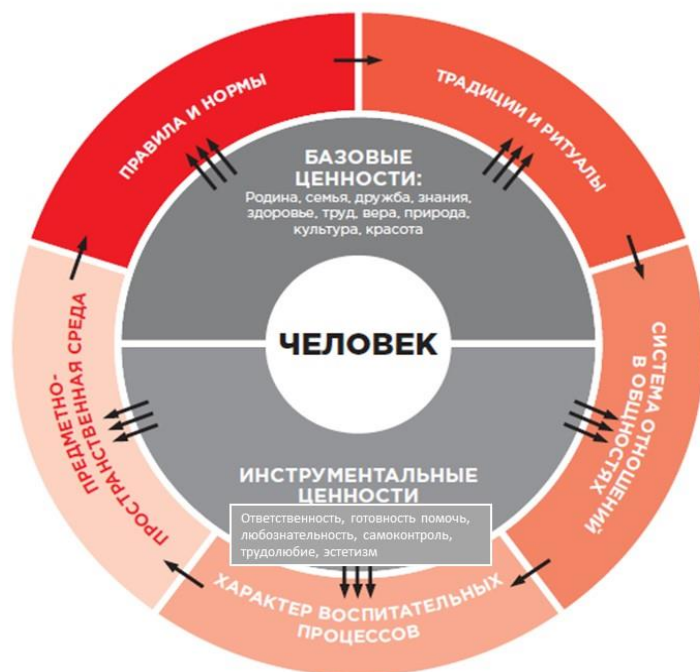 ПРАВИЛА И НОРМЫ
ТРАДИЦИИ И РИТУАЛЫ
БАЗОВЫЕ
ЦЕННОСТИ:
Родина, семья, дружба, знания,
здоровье, труд, вера, природа,
культура, красота
ЧЕЛОВЕК
ПРЕДМЕТНО-
ПРОСТРАНСТВЕННАЯ СРЕДА
СИСТЕМА ОТНОШЕНИЙ
В ОБЩНОСТЯХ
ИНСТРУМЕНТАЛЬНЫЕ
ЦЕННОСТИ
Ответственность, готовность помочь,
любознательность, самоконтроль,
трудолюбие, эстетизм
ХАРАКТЕР ВОСПИТАТЕЛЬНЫХ
ПРОЦЕССОВ